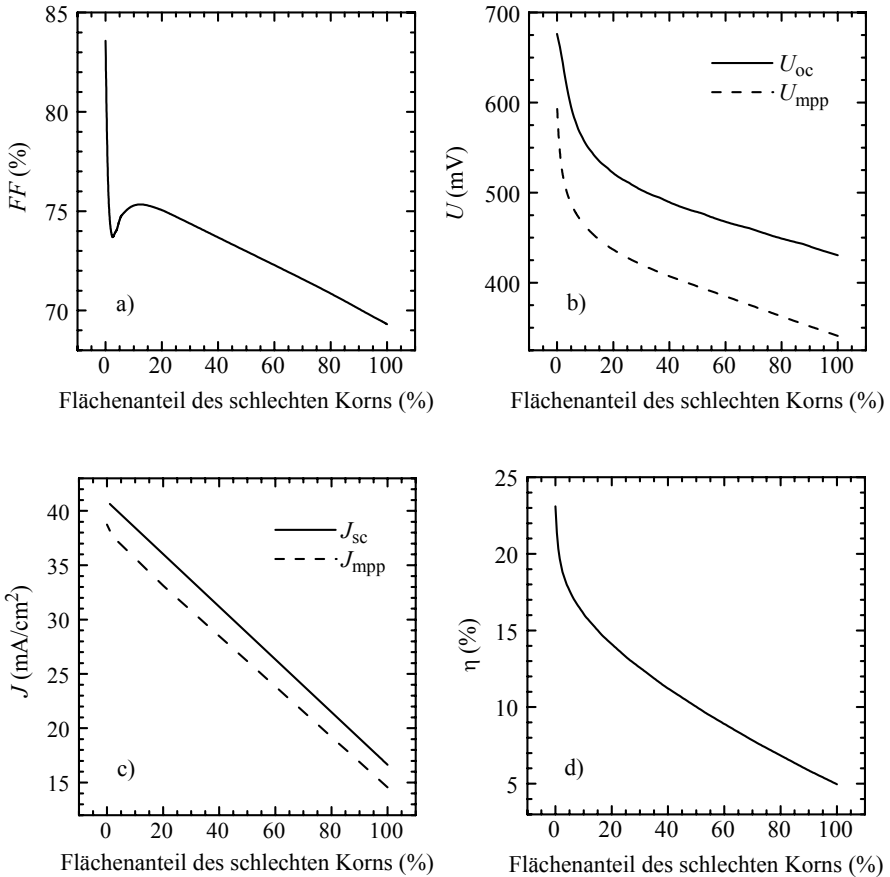 FF (%)
85
80
75
70
a)
0 20 40 60 80 100
Flächenanteil des schlechten Korns (%)
U (mV)
700
600
500
400
U_oc
U_mpp
b)
0 20 40 60 80 100
Flächenanteil des schlechten Korns (%)
J (mA/cm²)
40
35
30
25
20
15
J_sc
J_mpp
c)
0 20 40 60 80 100
Flächenanteil des schlechten Korns (%)
η (%)
25
20
15
10
5
d)
0 20 40 60 80 100
Flächenanteil des schlechten Korns (%)